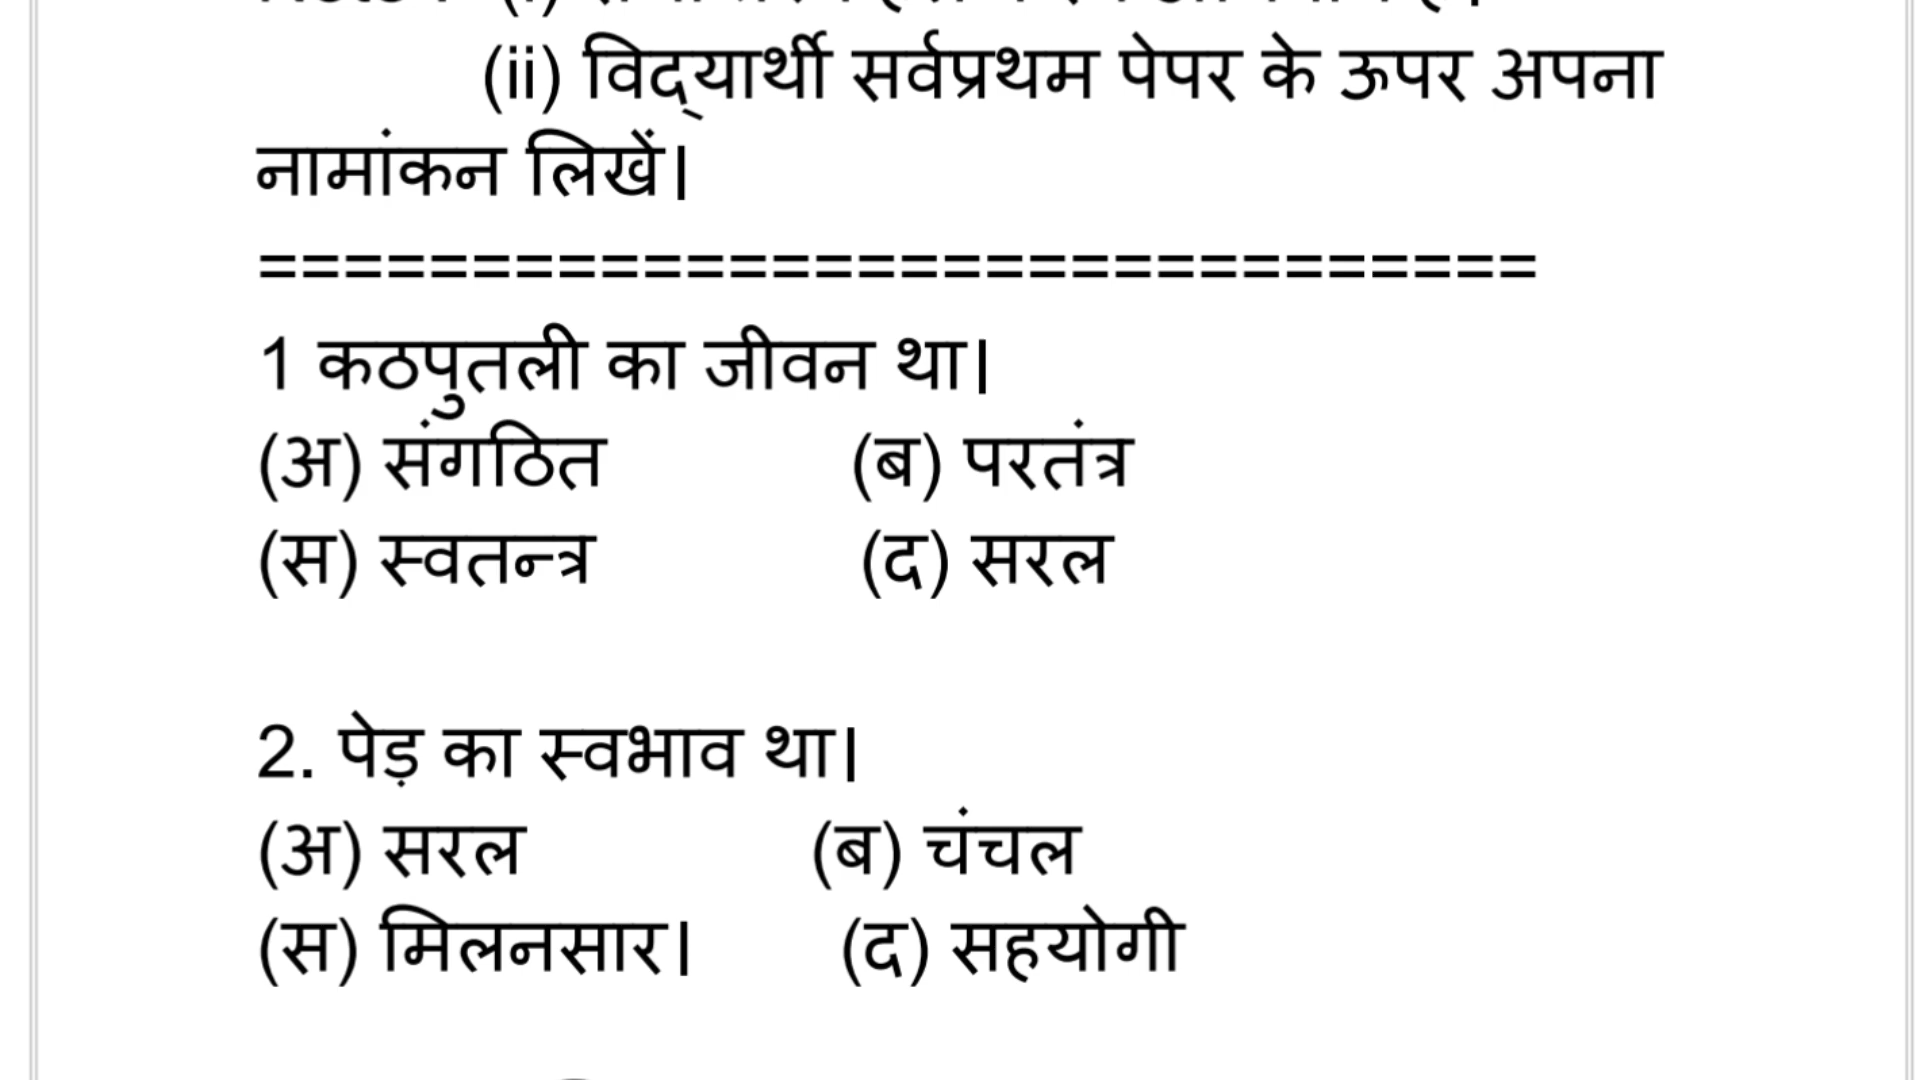 (ii) विद्‌यार्थी सर्वप्रथम पेपर के ऊपर अपना
नामांकन लिखें।
==============================
1 कठपुतली का जीवन था।
(अ) संगठित (ब) परतंत्र
(स) स्वतन्त्र (द) सरल
2. पेड़ का स्वभाव था।
(अ) सरल (ब) चंचल
(स) मिलनसार। (द) सहयोगी